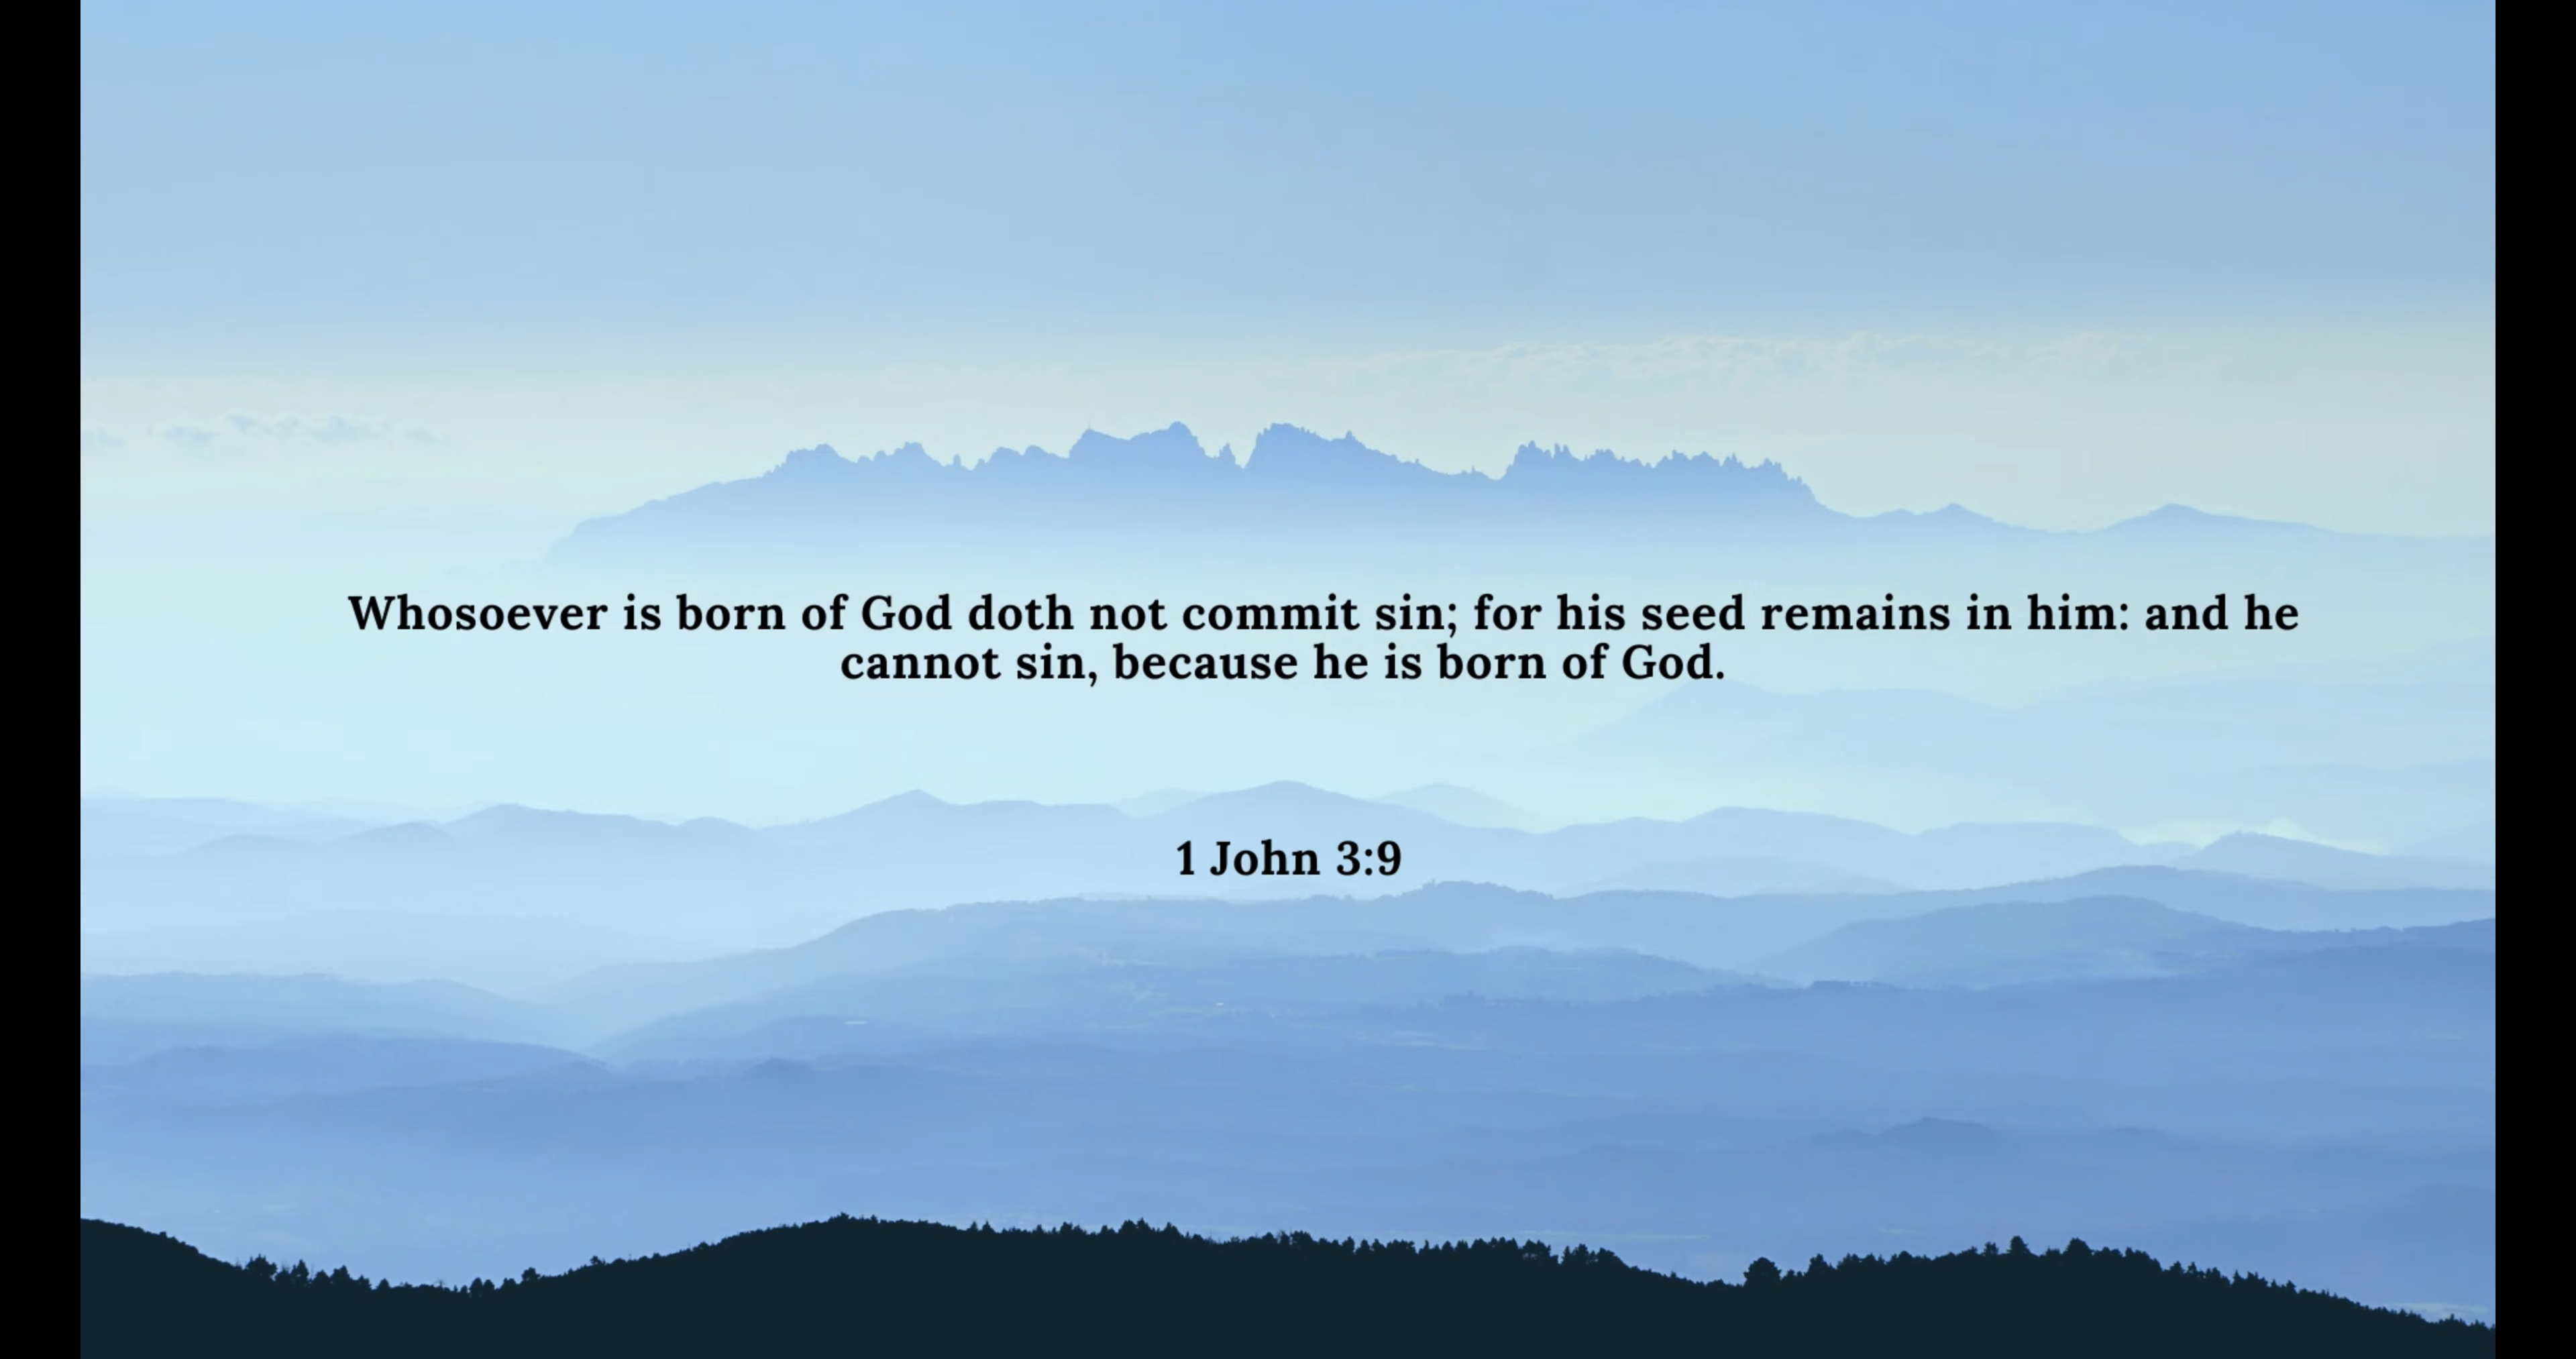 Whosoever is born of God doth not commit sin; for his seed remains in him: and he
cannot sin, because he is born of God.
1 John 3:9